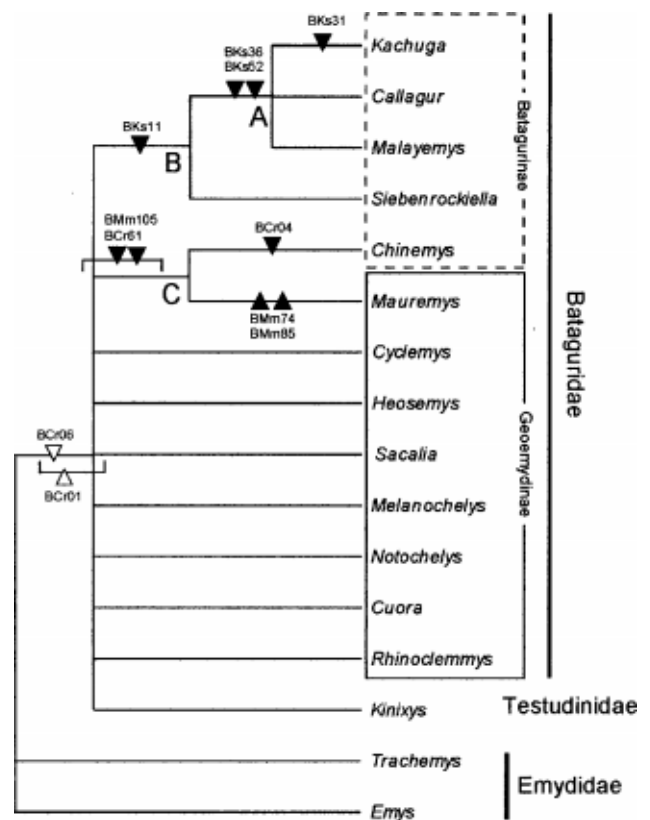 BKs31
Kachuga
BKs36
BKs52
Callagur
A
BKs11
Malayemys
B
Siebenrockiella
Batagurinae
BMm105
BCr61
BCr04
Chinemys
C
Mauremys
BMm74
BMm85
Cyclemys
Heosemys
BCr06
Sacalia
BCr01
Melanochelys
Notochelys
Cuora
Rhinoclemmys
Geoemydinae
Bataguridae
Kinixys
Testudinidae
Trachemys
Emydidae
Emys